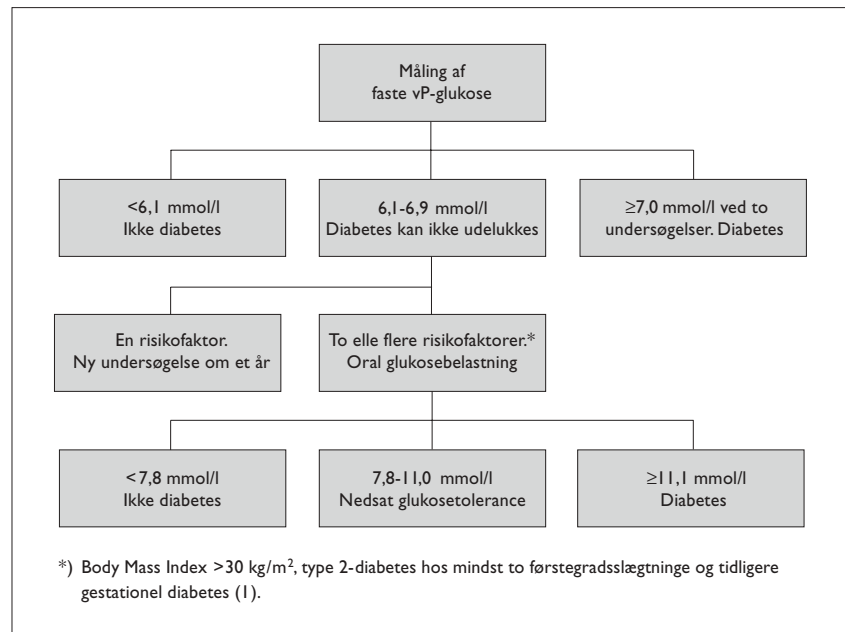 Måling af
faste vP-glukose
<6,1 mmol/l
Ikke diabetes
6,1-6,9 mmol/l
Diabetes kan ikke udelukkes
≥7,0 mmol/l ved to
undersøgelser. Diabetes
En risikofaktor.
Ny undersøgelse om et år
To elle flere risikofaktorer.*
Oral glukosebelastning
<7,8 mmol/l
Ikke diabetes
7,8-11,0 mmol/l
Nedsat glukosetolerance
≥11,1 mmol/l
Diabetes
*) Body Mass Index >30 kg/m², type 2-diabetes hos mindst to førstegradsslægtninge og tidligere
gestationel diabetes (1).